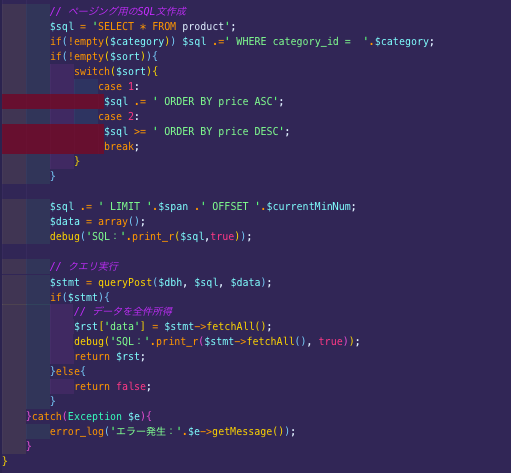 // ページング用のSQL文作成
$sql = 'SELECT * FROM product';
if(!empty($category)) $sql .=' WHERE category_id =  '.$category;
if(!empty($sort)){
switch($sort){
case 1:
$sql .= ' ORDER BY price ASC';
case 2:
$sql >= ' ORDER BY price DESC';
break;
}
}
$sql .= ' LIMIT '.$span .' OFFSET '.$currentMinNum;
$data = array();
debug('SQL：'.print_r($sql,true));
// クエリ実行
$stmt = queryPost($dbh, $sql, $data);
if($stmt){
// データを全件所得
$rst['data'] = $stmt->fetchAll();
debug('SQL：'.print_r($stmt->fetchAll(), true));
return $rst;
}else{
return false;
}
}catch(Exception $e){
error_log('エラー発生：'.$e->getMessage());
}
}